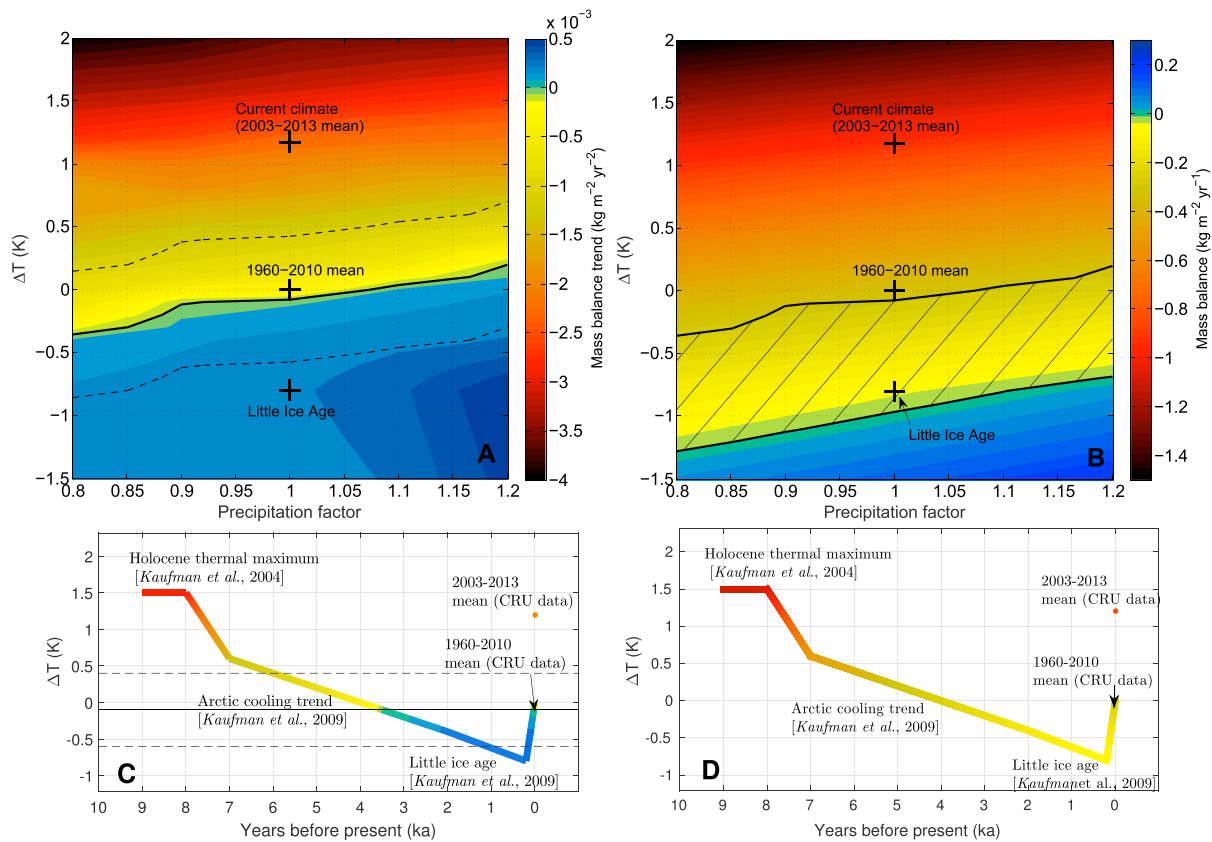 x 10⁻³
2
1.5
1
0.5
0
−0.5
−1
−1.5
ΔT (K)
Current climate
(2003−2013 mean)
1960−2010 mean
Little Ice Age
A
0.8
0.85
0.9
0.95
1
1.05
1.1
1.15
1.2
Precipitation factor
0.5
0
−0.5
−1
−1.5
−2
−2.5
−3
−3.5
−4
Mass balance trend (kg m⁻² yr⁻²)
2
1.5
1
0.5
0
−0.5
−1
−1.5
ΔT (K)
Current climate
(2003−2013 mean)
1960−2010 mean
Little Ice Age
B
0.8
0.85
0.9
0.95
1
1.05
1.1
1.15
1.2
Precipitation factor
0.2
0
−0.2
−0.4
−0.6
−0.8
−1
−1.2
−1.4
Mass balance (kg m⁻² yr⁻¹)
2
1.5
1
0.5
0
-0.5
-1
Δ T (K)
Holocene thermal maximum
[Kaufman et al., 2004]
2003-2013
mean (CRU data)
1960-2010
mean (CRU data)
Arctic cooling trend
[Kaufman et al., 2009]
Little ice age
[Kaufman et al., 2009]
C
10
9
8
7
6
5
4
3
2
1
0
Years before present (ka)
2
1.5
1
0.5
0
-0.5
-1
Δ T (K)
Holocene thermal maximum
[Kaufman et al., 2004]
2003-2013
mean (CRU data)
1960-2010
mean (CRU data)
Arctic cooling trend
[Kaufman et al., 2009]
Little ice age
[Kaufmanet al., 2009]
D
10
9
8
7
6
5
4
3
2
1
0
Years before present (ka)